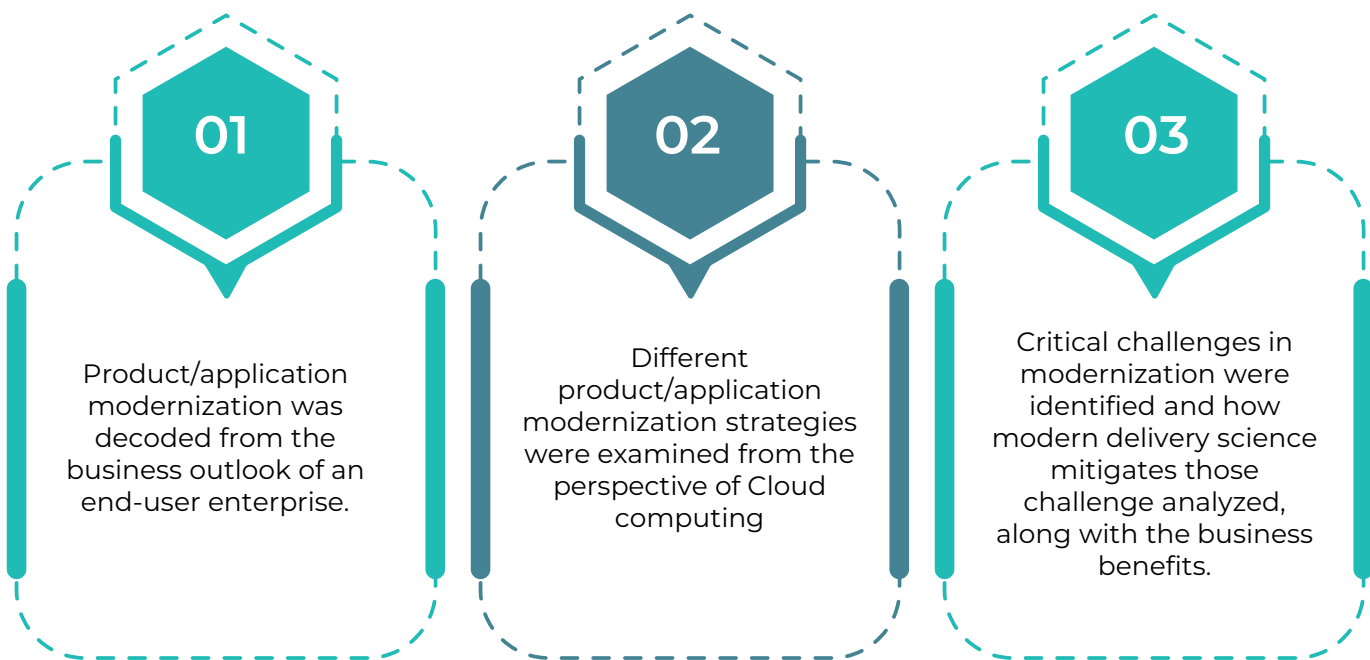 01
Product/application
modernization was
decoded from the
business outlook of an
end-user enterprise.
02
Different
product/application
modernization strategies
were examined from the
perspective of Cloud
computing
03
Critical challenges in
modernization were
identified and how
modern delivery science
mitigates those
challenge analyzed,
along with the business
benefits.